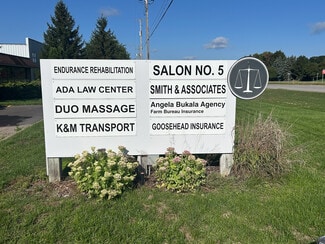 ENDURANCE REHABILITATION
ADA LAW CENTER
DUO MASSAGE
K&M TRANSPORT
SALON NO. 5
SMITH & ASSOCIATES
Angela Bukala Agency
Farm Bureau Insurance
GOOSEHEAD INSURANCE